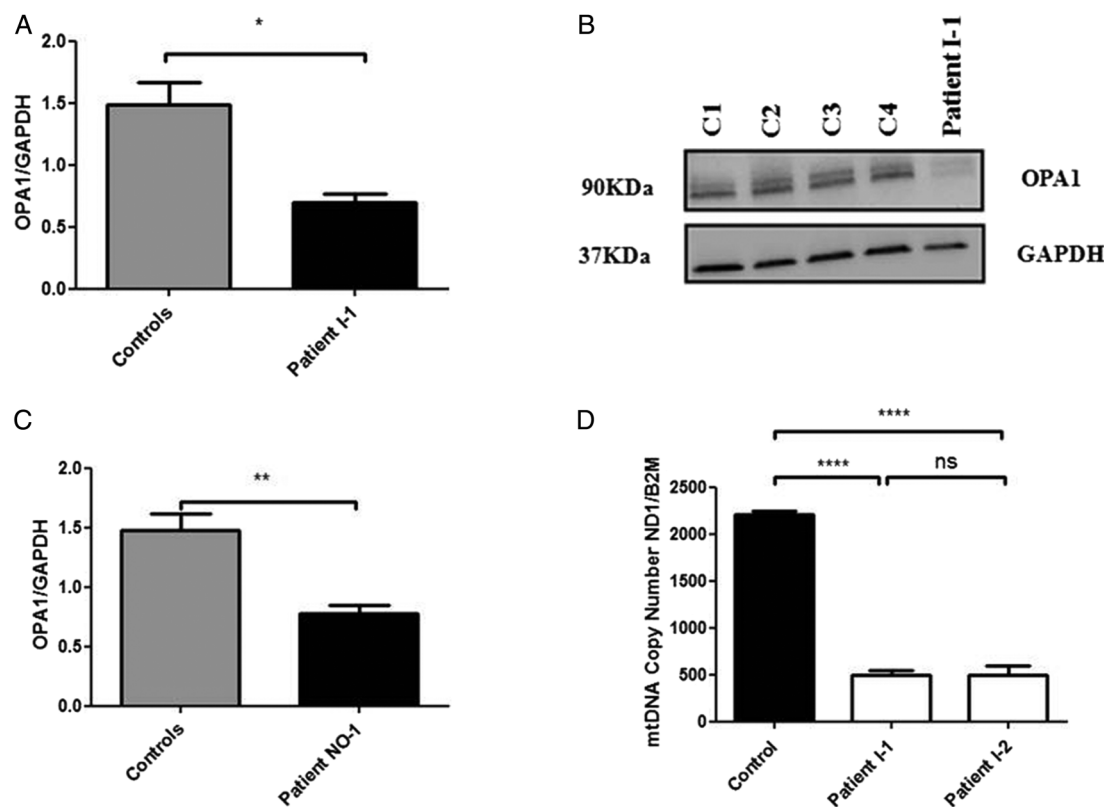 A
*
OPA1/GAPDH
2.0
1.5
1.0
0.5
0.0
Controls
Patient I-1
B
C1
C2
C3
C4
Patient I-1
90KDa
OPA1
37KDa
GAPDH
C
**
OPA1/GAPDH
2.0
1.5
1.0
0.5
0.0
Controls
Patient NO-1
D
****
****
ns
mtDNA Copy Number ND1/B2M
2500
2000
1500
1000
500
0
Control
Patient I-1
Patient I-2